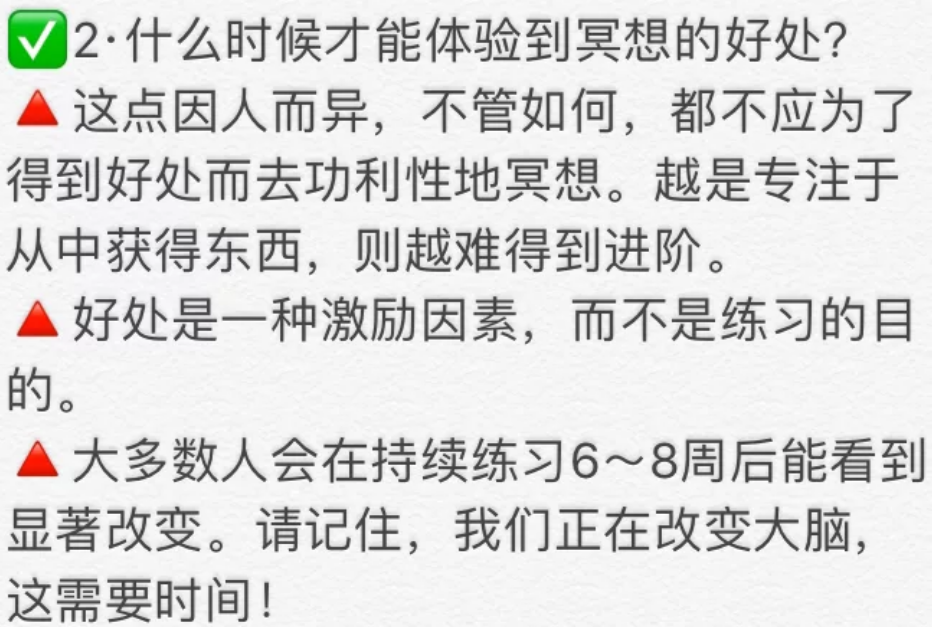 ✅2·什么时候才能体验到冥想的好处?
🔺这点因人而异，不管如何，都不应为了
得到好处而去功利性地冥想。越是专注于
从中获得东西，则越难得到进阶。
🔺好处是一种激励因素，而不是练习的目
的。
🔺大多数人会在持续练习6～8周后能看到
显著改变。请记住，我们正在改变大脑，
这需要时间！